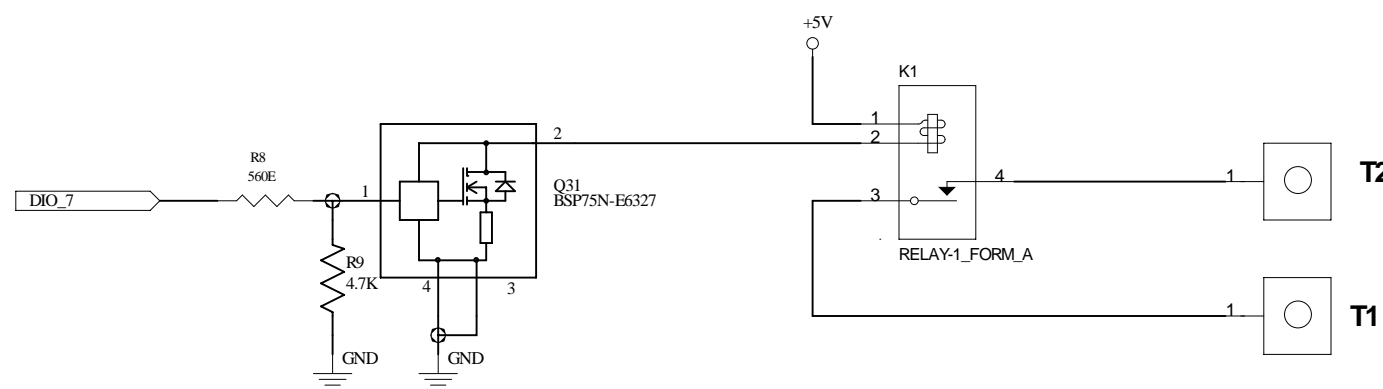 +5V
K1
1
2
2
R8
560E
Q31
BSP75N-E6327
1
4
1
T2
DIO_7
3
R9
4.7K
4
3
RELAY-1_FORM_A
1
T1
GND
GND